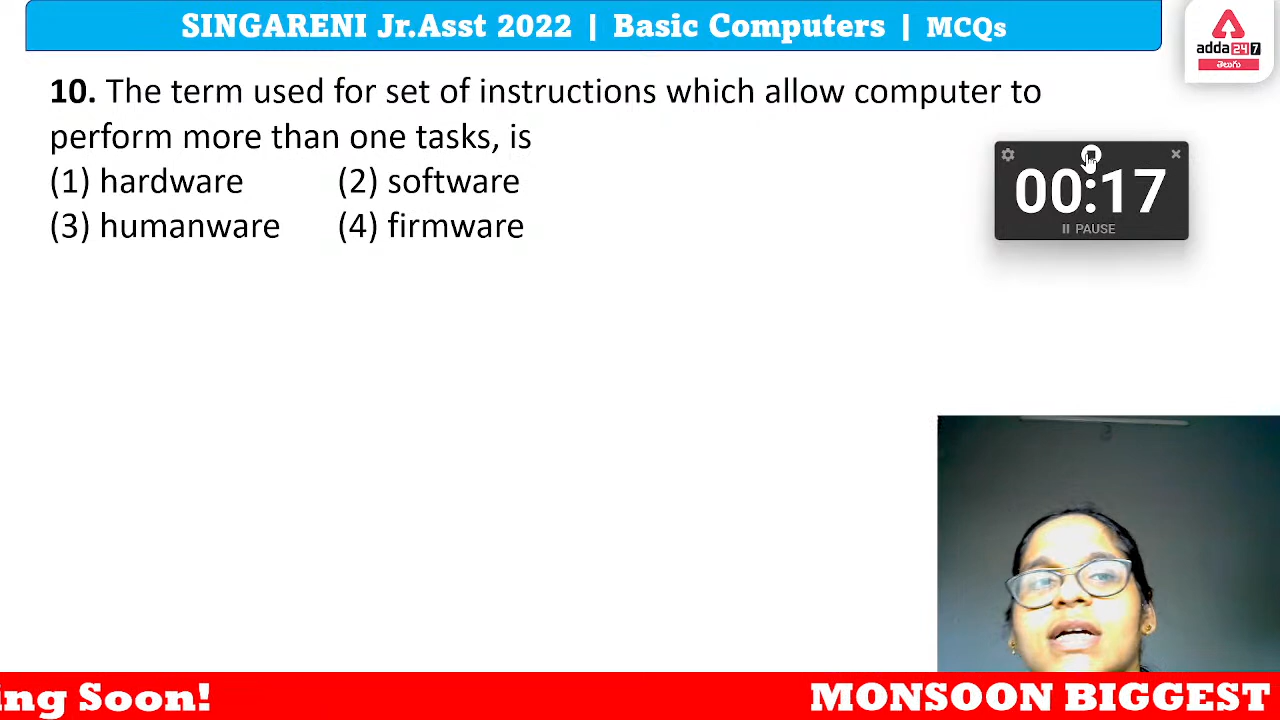 SINGARENI Jr.Asst 2022 | Basic Computers | MCQs
adda247
తెలుగు
10. The term used for set of instructions which allow computer to
perform more than one tasks, is
(1) hardware (2) software
(3) humanware (4) firmware
00:17
PAUSE
ing Soon! MONSOON BIGGEST